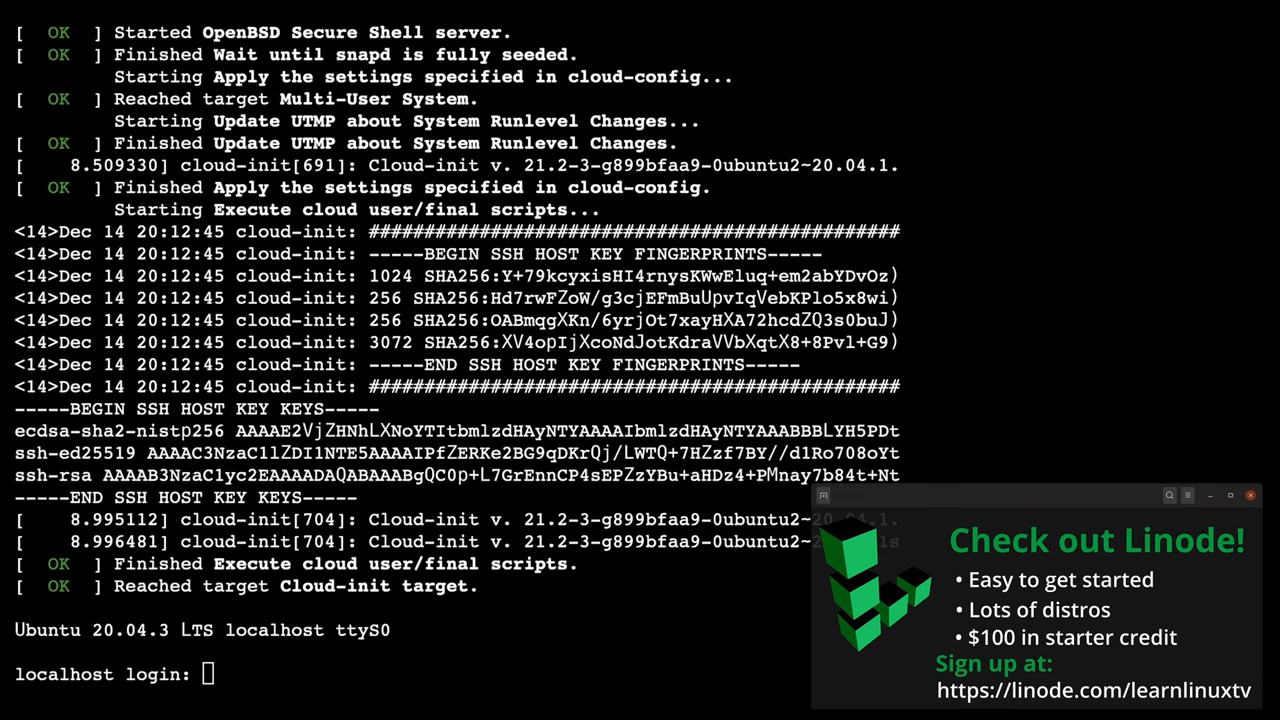 [  OK  ] Started OpenBSD Secure Shell server.
[  OK  ] Finished Wait until snapd is fully seeded.
Starting Apply the settings specified in cloud-config...
[  OK  ] Reached target Multi-User System.
Starting Update UTMP about System Runlevel Changes...
[  OK  ] Finished Update UTMP about System Runlevel Changes.
[    8.509330] cloud-init[691]: Cloud-init v. 21.2-3-g899bfaa9-0ubuntu2~20.04.1.
[  OK  ] Finished Apply the settings specified in cloud-config.
Starting Execute cloud user/final scripts...
<14>Dec 14 20:12:45 cloud-init: ################################################
<14>Dec 14 20:12:45 cloud-init: -----BEGIN SSH HOST KEY FINGERPRINTS-----
<14>Dec 14 20:12:45 cloud-init: 1024 SHA256:Y+79kcyxisHI4rnysKWwEluq+em2abYDvOz)
<14>Dec 14 20:12:45 cloud-init: 256 SHA256:Hd7rwFZoW/g3cjEFmBuUpvIqVebKPlo5x8wi)
<14>Dec 14 20:12:45 cloud-init: 256 SHA256:OABmqgXKn/6yrjOt7xayHXA72hcdZQ3s0buJ)
<14>Dec 14 20:12:45 cloud-init: 3072 SHA256:XV4opIjXcoNdJotKdraVVbXqtX8+8Pvl+G9)
<14>Dec 14 20:12:45 cloud-init: -----END SSH HOST KEY FINGERPRINTS-----
<14>Dec 14 20:12:45 cloud-init: ################################################
-----BEGIN SSH HOST KEY KEYS-----
ecdsa-sha2-nistp256 AAAAE2VjZHNhLXNoYTItbmlzdHAyNTYAAAAIbmlzdHAyNTYAAABBBLYH5PDt
ssh-ed25519 AAAAC3NzaC1lZDI1NTE5AAAAIPfZERKe2BG9qDKrQj/LWTQ+7HZzf7BY//d1Ro708oYt
ssh-rsa AAAAB3NzaC1yc2EAAAADAQABAAABgQC0p+L7GrEnnCP4sEPZzYBu+aHDz4+PMnay7b84t+Nt
-----END SSH HOST KEY KEYS-----
[    8.995112] cloud-init[704]: Cloud-init v. 21.2-3-g899bfaa9-0ubuntu2~20.04.1.
[    8.996481] cloud-init[704]: Cloud-init v. 21.2-3-g899bfaa9-0ubuntu2~
[  OK  ] Finished Execute cloud user/final scripts.
[  OK  ] Reached target Cloud-init target.
Ubuntu 20.04.3 LTS localhost ttyS0
localhost login:
Check out Linode!
• Easy to get started
• Lots of distros
• $100 in starter credit
Sign up at:
https://linode.com/learnlinuxtv